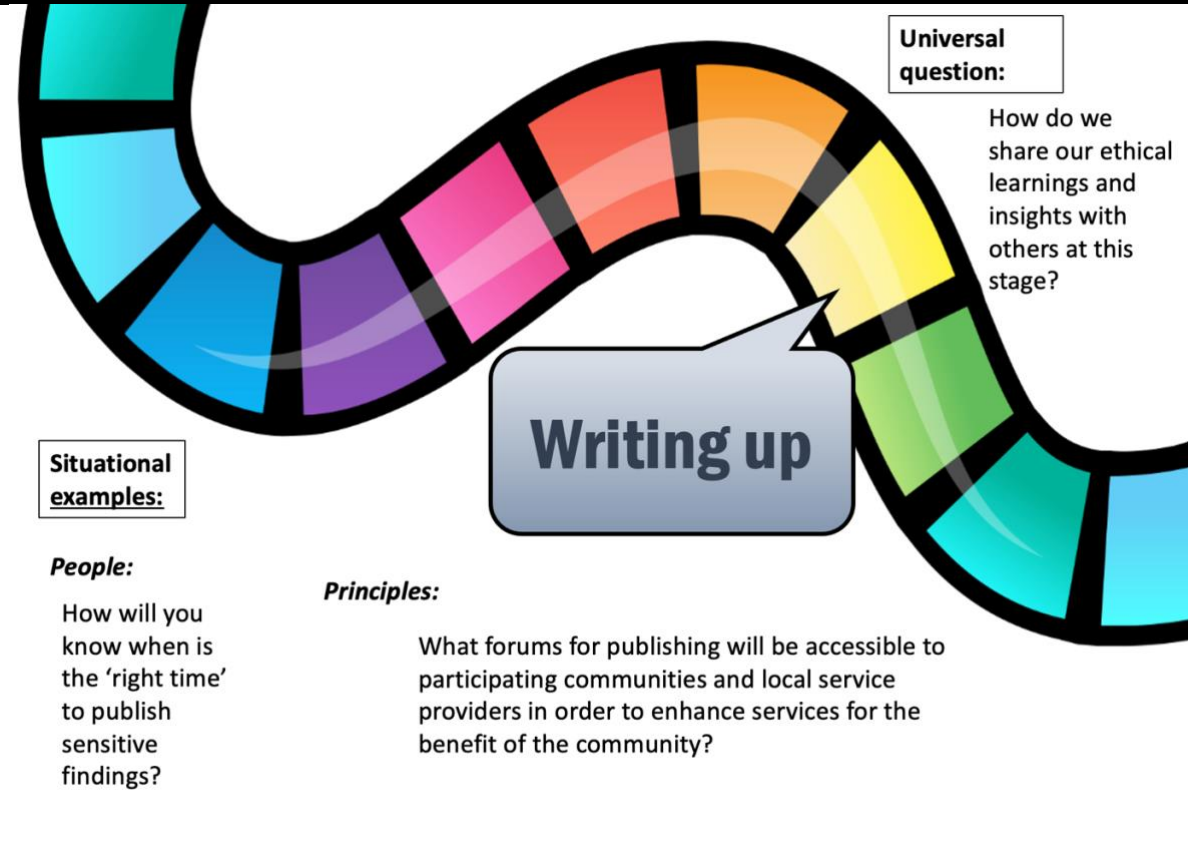 Universal
question:
How do we
share our ethical
learnings and
insights with
others at this
stage?
Writing up
Situational
examples:
People:
How will you
know when is
the ‘right time’
to publish
sensitive
findings?
Principles:
What forums for publishing will be accessible to
participating communities and local service
providers in order to enhance services for the
benefit of the community?